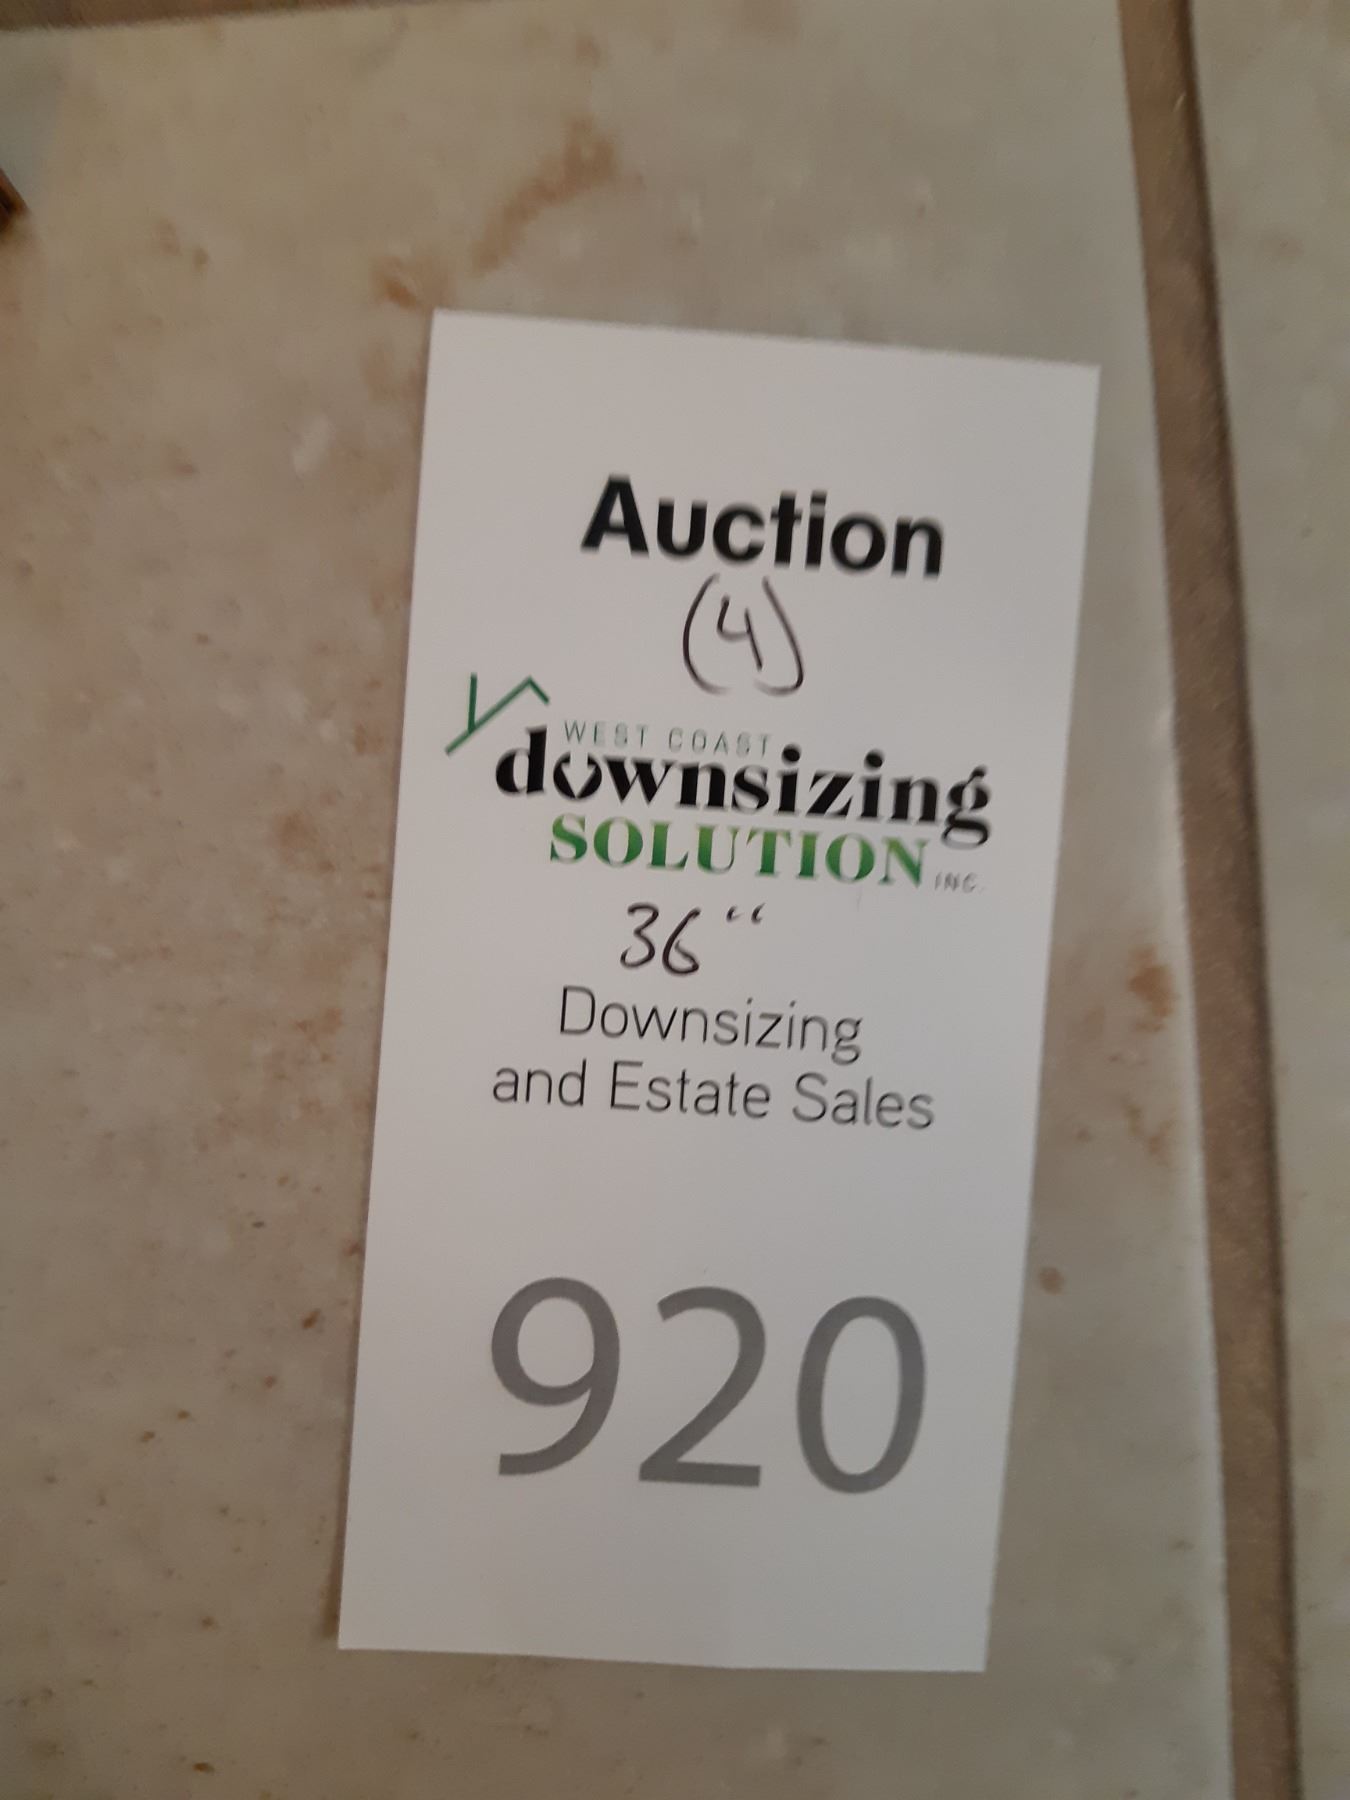 Auction
(4)
WEST COAST
downsizing
SOLUTION INC.
36"
Downsizing
and Estate Sales
920